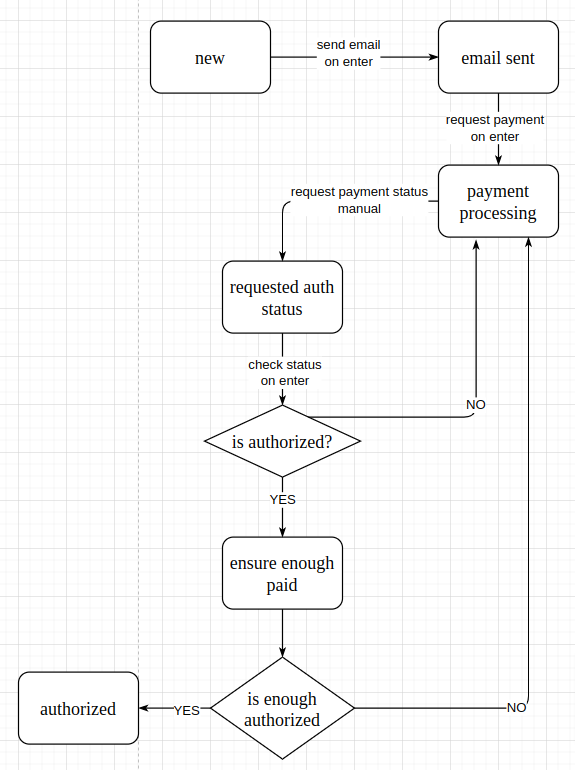 new
send email
on enter
email sent
request payment
on enter
payment
processing
request payment status
manual
requested auth
status
check status
on enter
NO
is authorized?
YES
ensure enough
paid
is enough
authorized
authorized
YES
NO